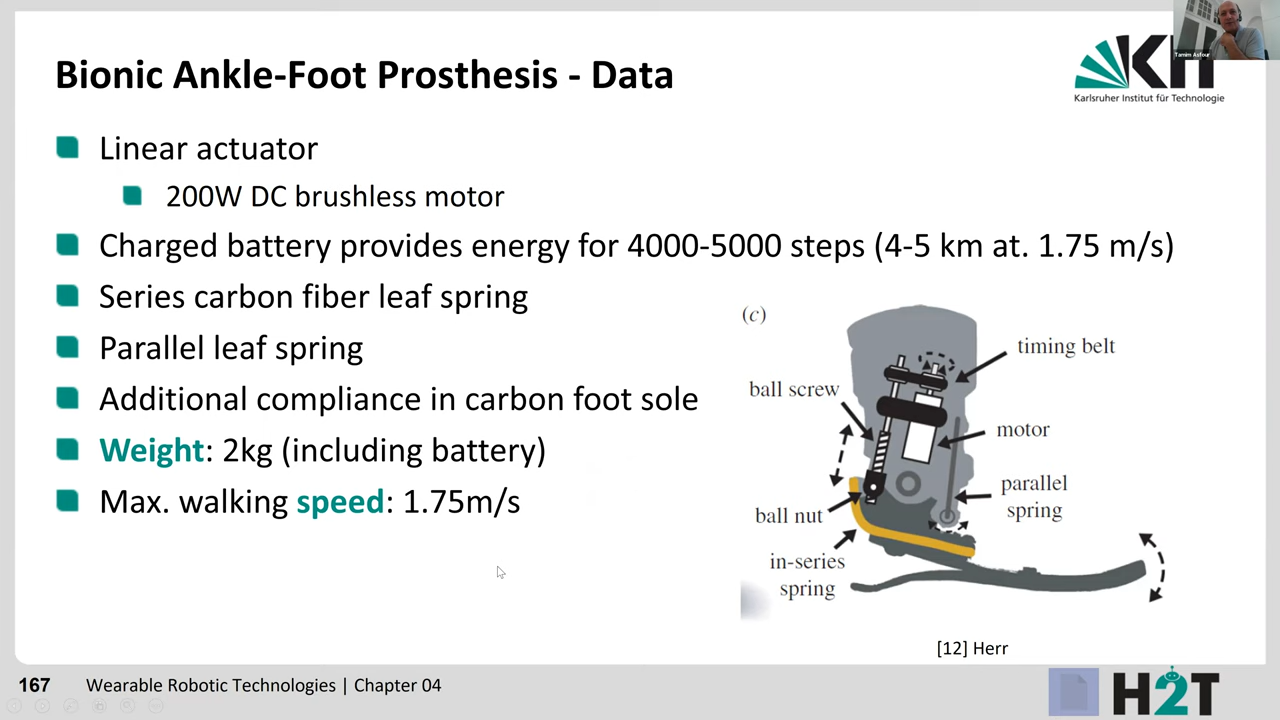 Bionic Ankle-Foot Prosthesis - Data
Tamim Asfour
KIT
Karlsruher Institut für Technologie
Linear actuator
200W DC brushless motor
Charged battery provides energy for 4000-5000 steps (4-5 km at. 1.75 m/s)
Series carbon fiber leaf spring
Parallel leaf spring
Additional compliance in carbon foot sole
Weight: 2kg (including battery)
Max. walking speed: 1.75m/s
(c)
timing belt
ball screw
motor
parallel
spring
ball nut
in-series
spring
[12] Herr
167
Wearable Robotic Technologies | Chapter 04
H2T